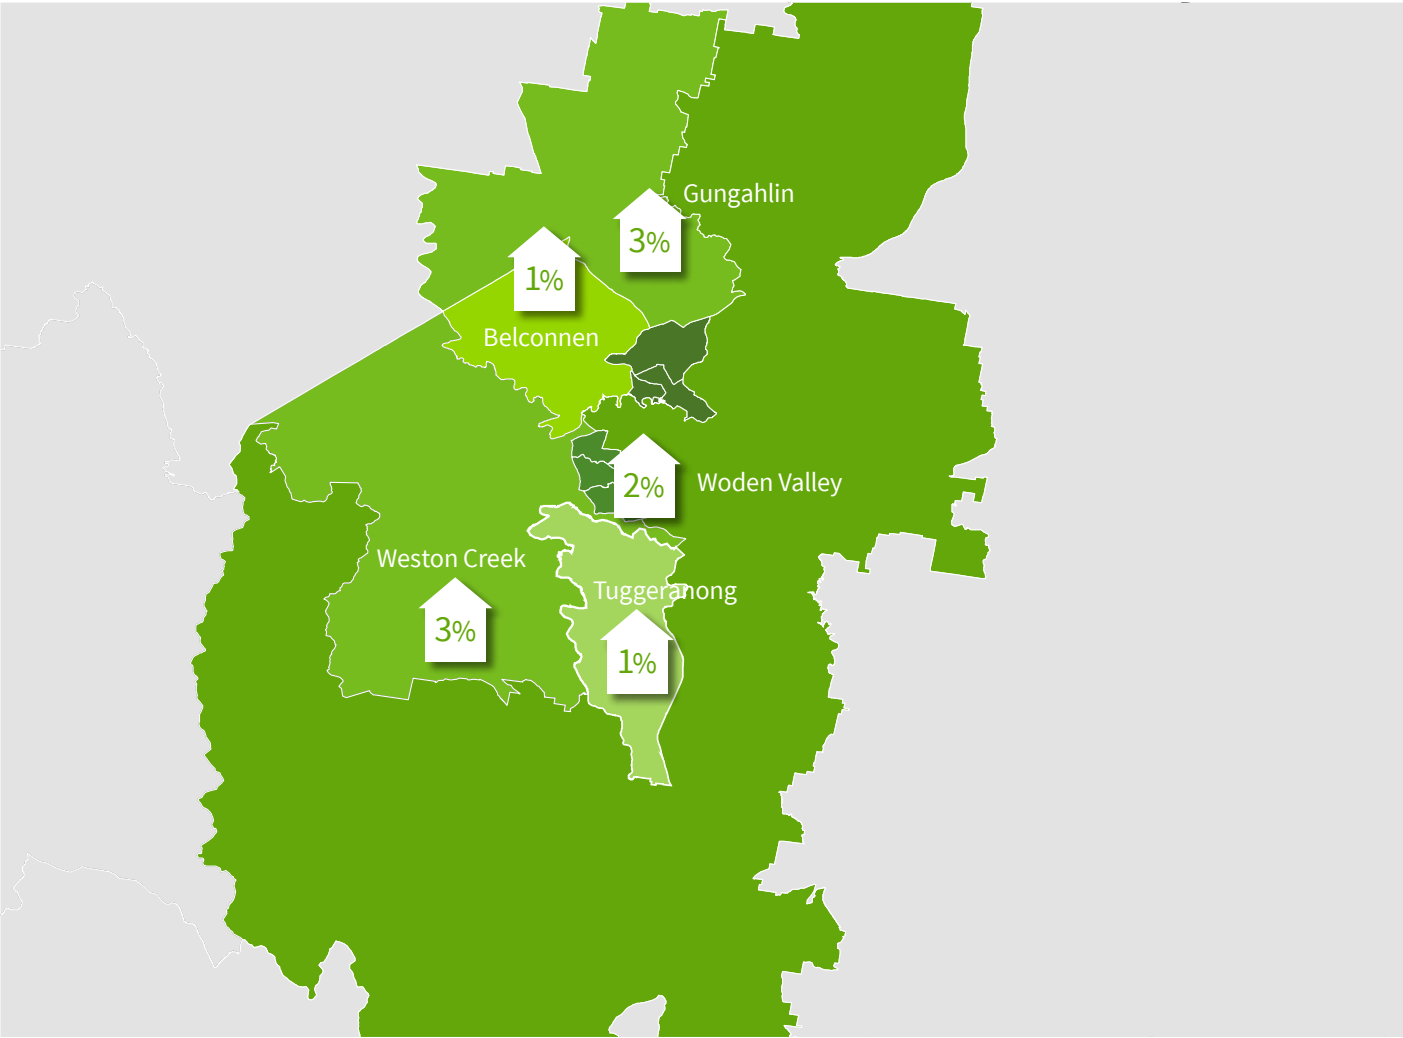 Gungahlin
3%
1%
Belconnen
2%
Woden Valley
Weston Creek
3%
Tuggeranong
1%